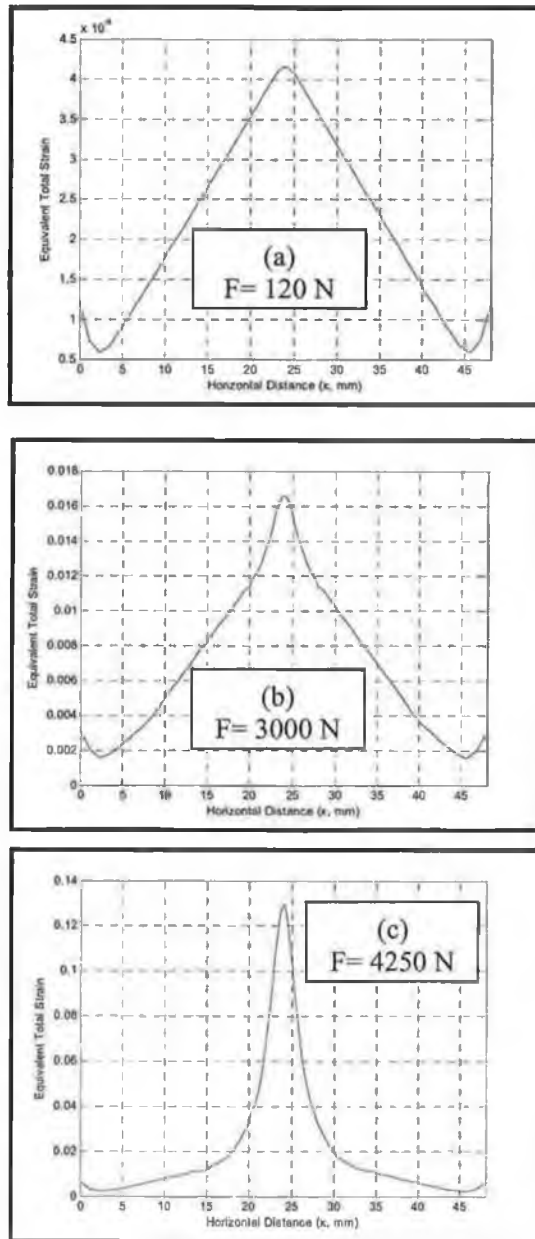 x 10
4.5
4
3.5
3
2.5
2
1.5
1
0.5
Equivalent Total Strain
(a)
F= 120 N
0 5 10 15 20 25 30 35 40 45
Horizontal Distance (x, mm)
0.018
0.016
0.014
0.012
0.01
0.008
0.006
0.004
0.002
0
Equivalent Total Strain
(b)
F= 3000 N
0 5 10 15 20 25 30 35 40 45
Horizontal Distance (x, mm)
0.14
0.12
0.1
0.08
0.06
0.04
0.02
0
Equivalent Total Strain
(c)
F= 4250 N
0 5 10 15 20 25 30 35 40 45
Horizontal Distance (x, mm)